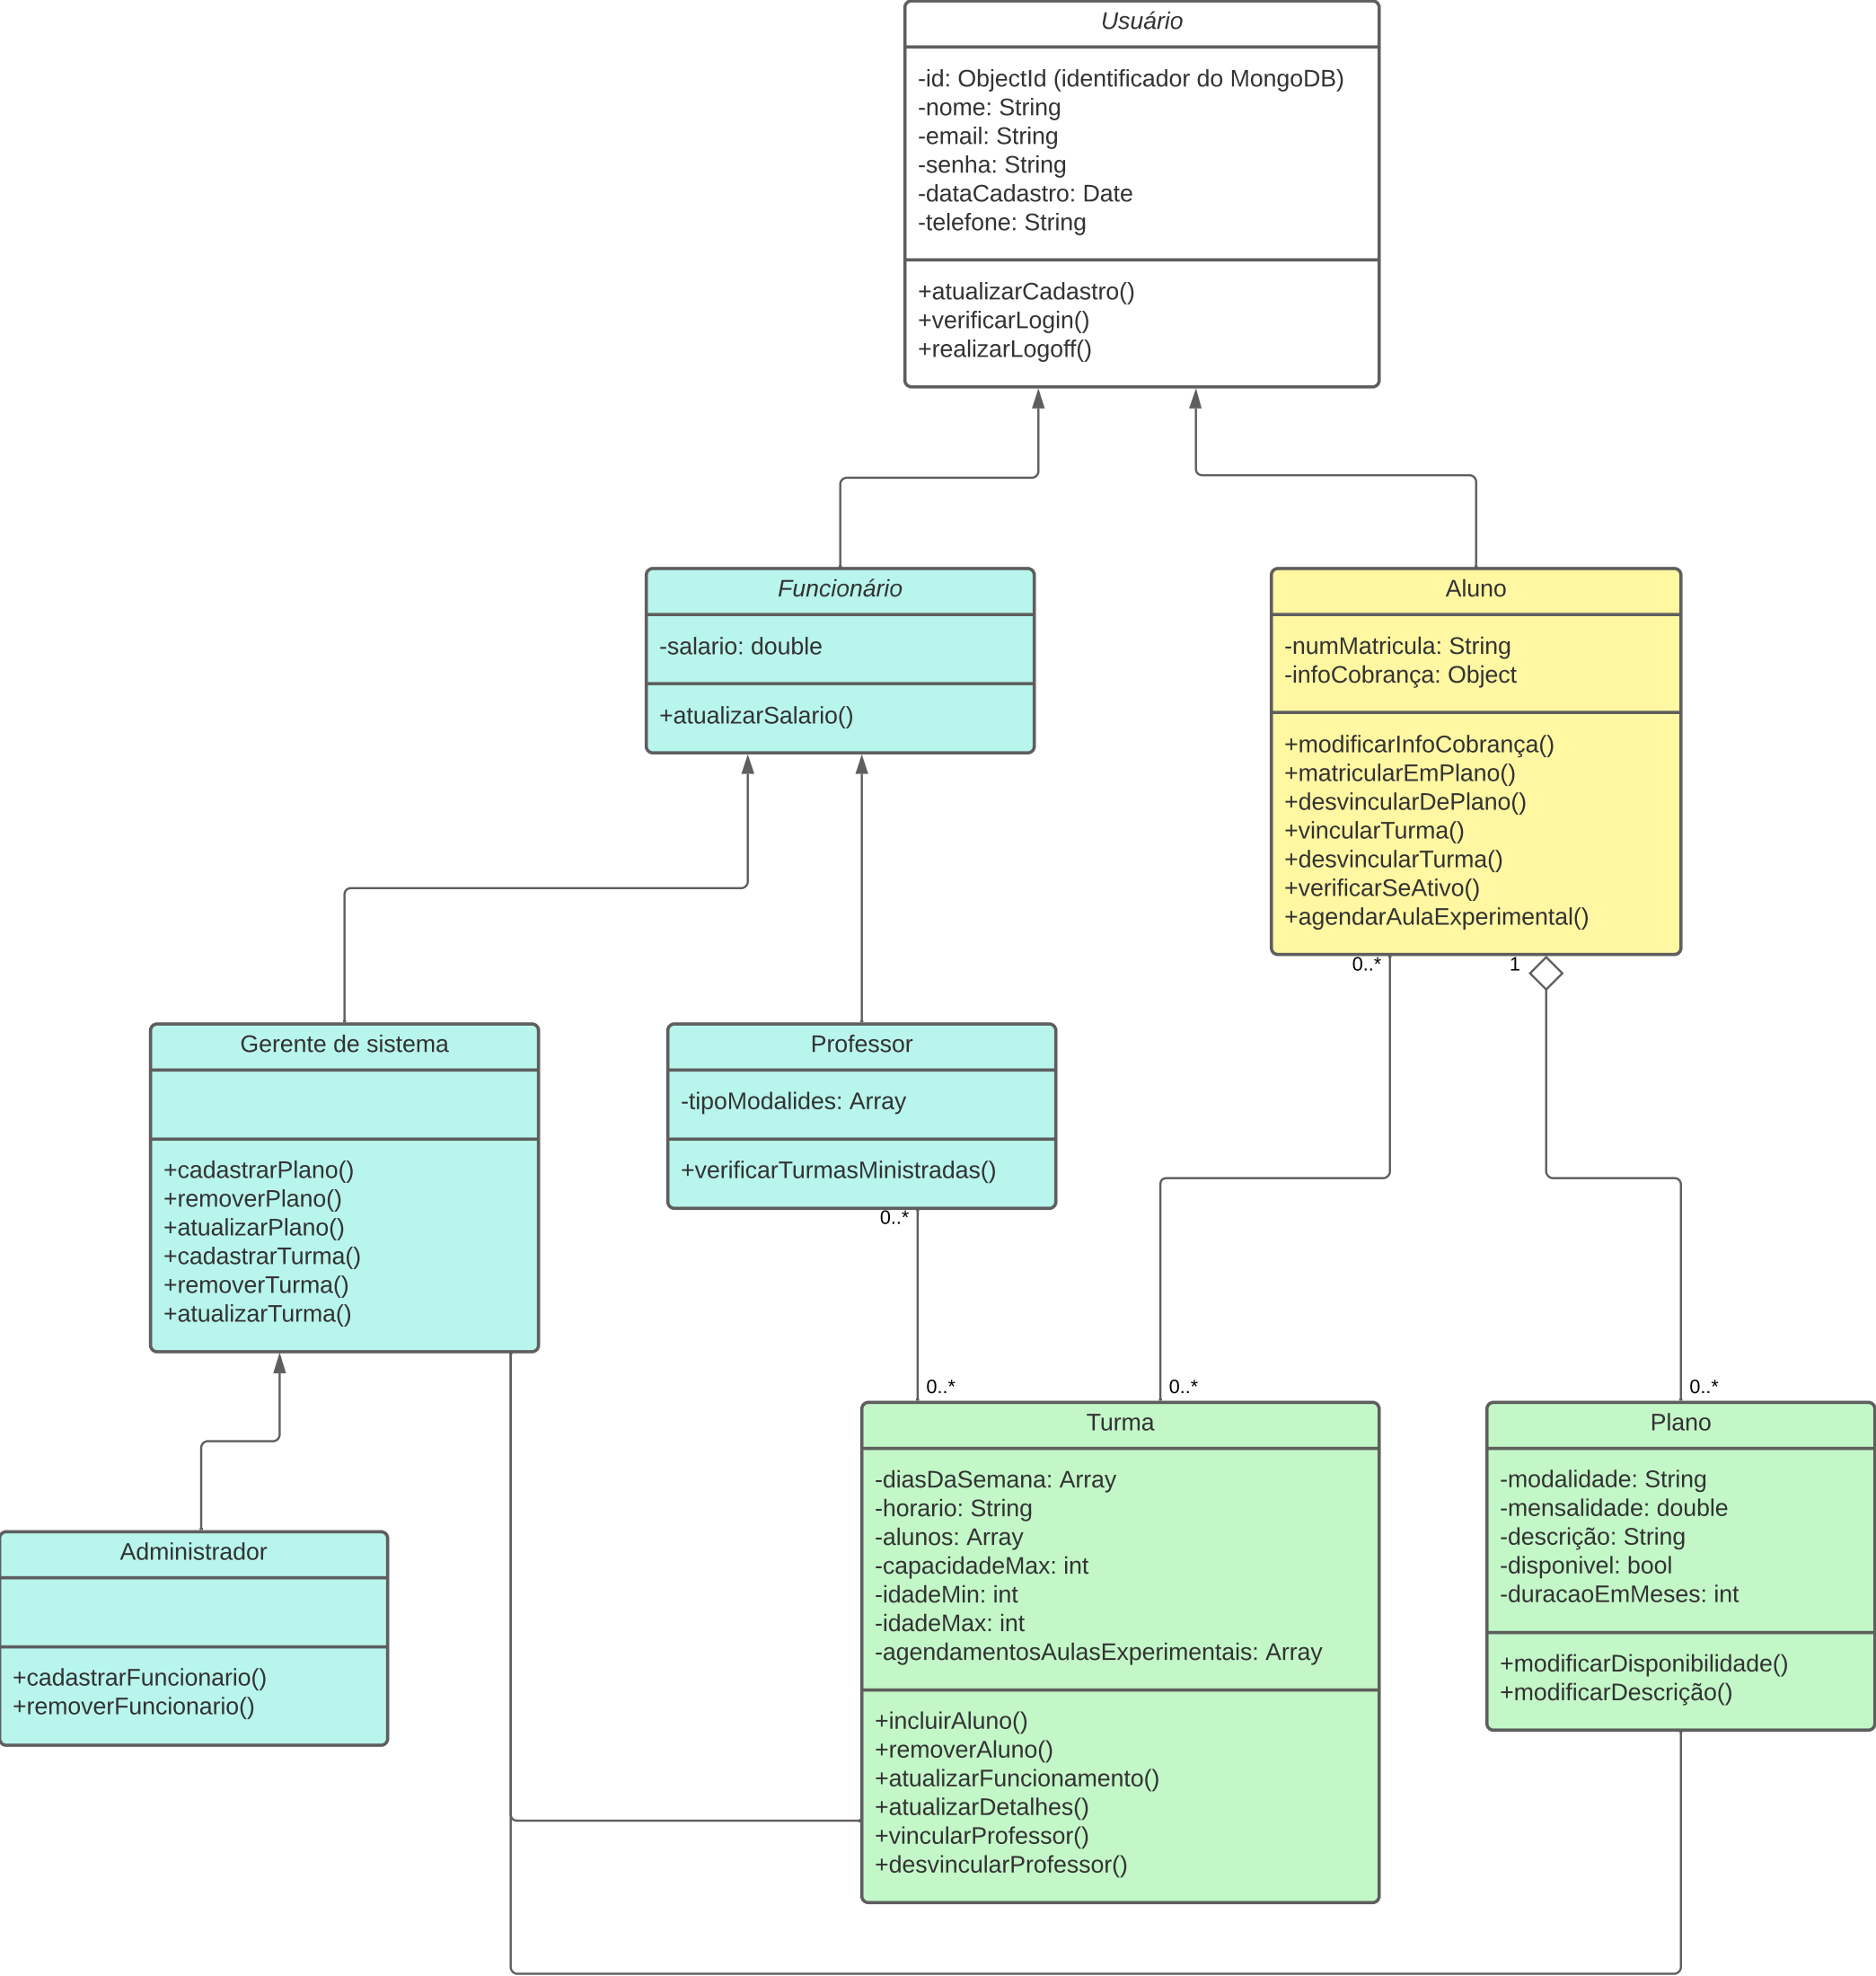 Usuário
-id: ObjectId (identificador do MongoDB)
-nome: String
-email: String
-senha: String
-dataCadastro: Date
-telefone: String
+atualizarCadastro()
+verificarLogin()
+realizarLogoff()
Funcionário
-salario: double
+atualizarSalario()
Aluno
-numMatricula: String
-infoCobrança: Object
+modificarInfoCobrança()
+matricularEmPlano()
+desvincularDePlano()
+vincularTurma()
+desvincularTurma()
+verificarSeAtivo()
+agendarAulaExperimental()
0..*
1
Gerente de sistema
+cadastrarPlano()
+removerPlano()
+atualizarPlano()
+cadastrarTurma()
+removerTurma()
+atualizarTurma()
Professor
-tipoModalides: Array
+verificarTurmasMinistradas()
0..*
0..*
0..*
0..*
Administrador
+cadastrarFuncionario()
+removerFuncionario()
Turma
-diasDaSemana: Array
-horario: String
-alunos: Array
-capacidadeMax: int
-idadeMin: int
-idadeMax: int
-agendamentosAulasExperimentais: Array
+incluirAluno()
+removerAluno()
+atualizarFuncionamento()
+atualizarDetalhes()
+vincularProfessor()
+desvincularProfessor()
Plano
-modalidade: String
-mensalidade: double
-descrição: String
-disponivel: bool
-duracaoEmMeses: int
+modificarDisponibilidade()
+modificarDescrição()